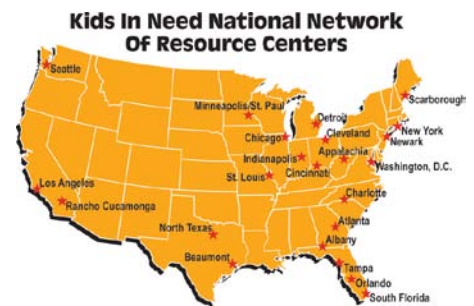 Kids In Need National Network
Of Resource Centers
Seattle
Minneapolis/St. Paul
Scarborough
Detroit
Chicago
Cleveland
New York
Newark
Indianapolis
Appalachia
Washington, D.C.
St. Louis
Cincinnati
Los Angeles
Rancho Cucamonga
Charlotte
North Texas
Atlanta
Albany
Beaumont
Tampa
Orlando
South Florida